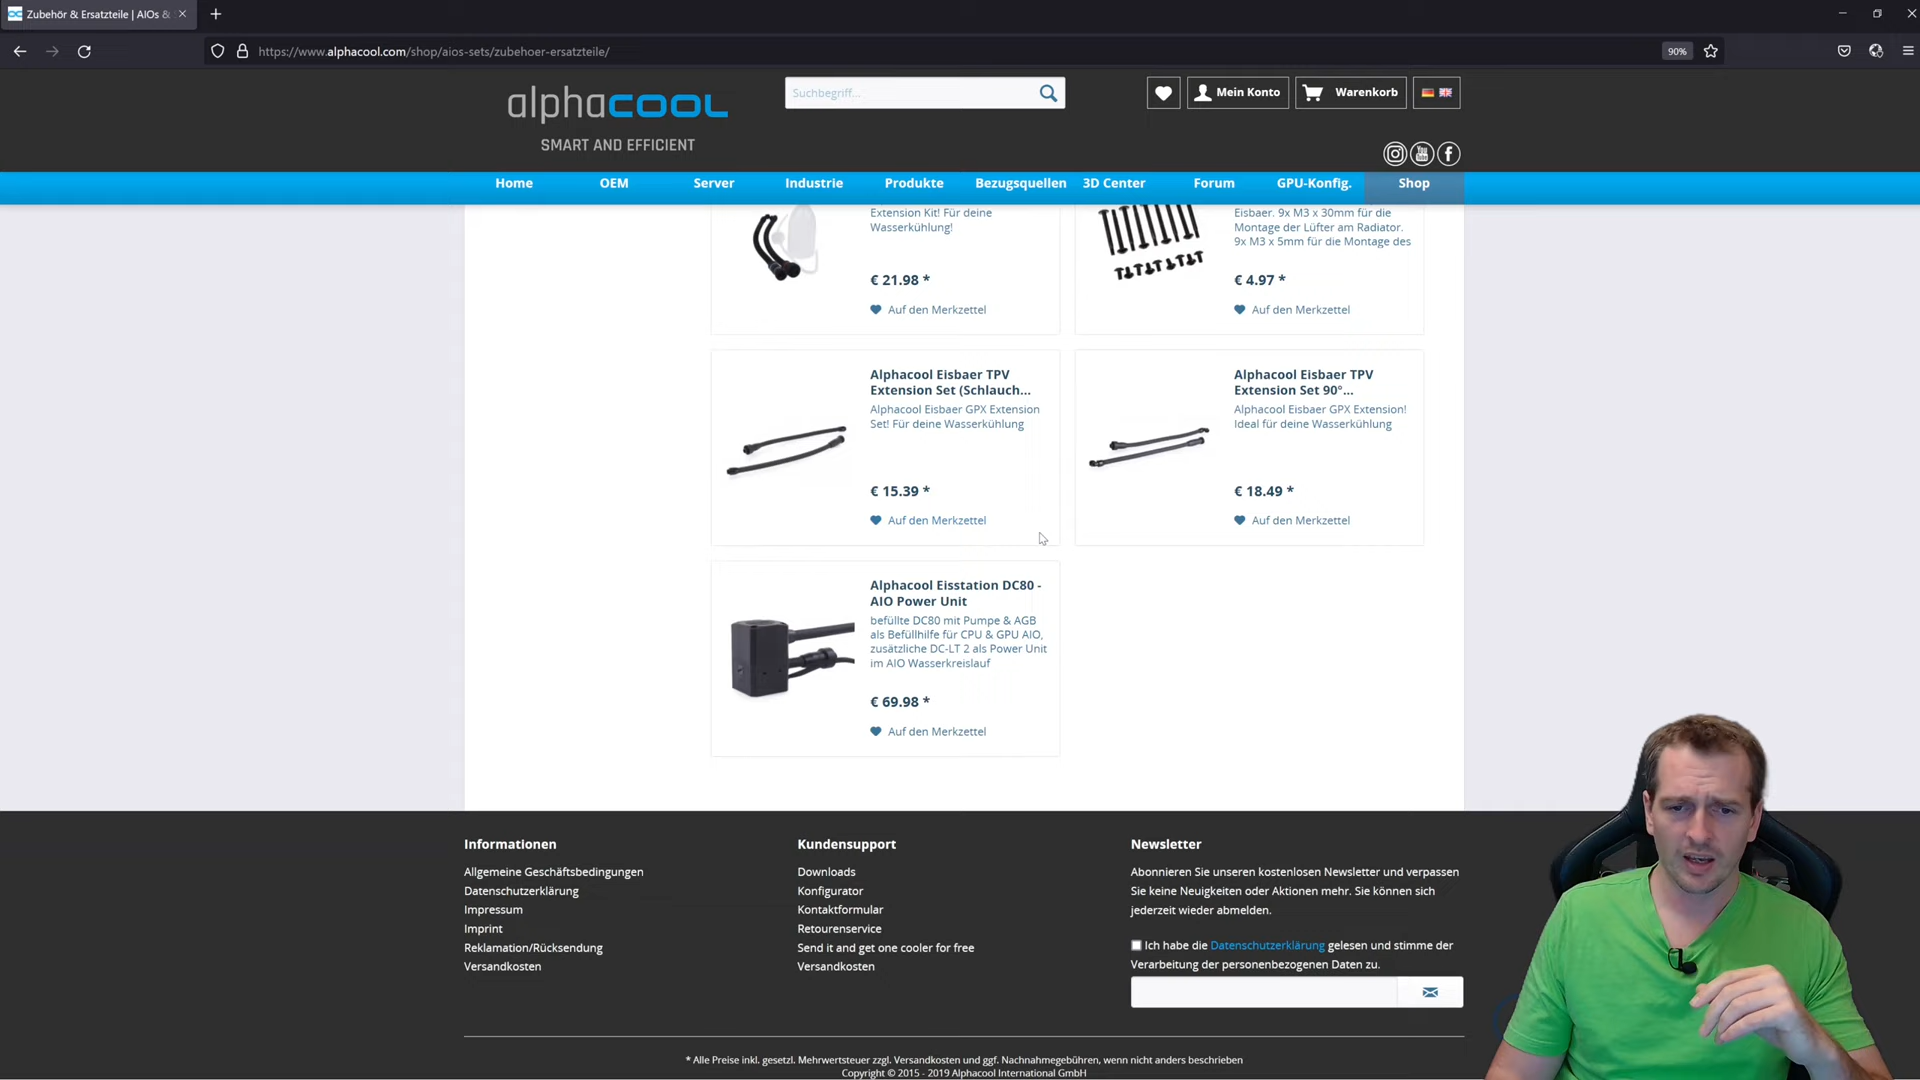 Zubehör & Ersatzteile | AIOs &
https://www.alphacool.com/shop/aios-sets/zubehoer-ersatzteile/
90%
alphacool
SMART AND EFFICIENT
Suchbegriff...
Mein Konto
Warenkorb
Home
OEM
Server
Industrie
Produkte
Bezugsquellen
3D Center
Forum
GPU-Konfig.
Shop
Extension Kit! Für deine
Wasserkühlung!
€ 21.98 *
Auf den Merkzettel
Eisbaer. 9x M3 x 30mm für die
Montage der Lüfter am Radiator.
9x M3 x 5mm für die Montage des
€ 4.97 *
Auf den Merkzettel
Alphacool Eisbaer TPV
Extension Set (Schlauch...
Alphacool Eisbaer GPX Extension
Set! Für deine Wasserkühlung
€ 15.39 *
Auf den Merkzettel
Alphacool Eisbaer TPV
Extension Set 90°...
Alphacool Eisbaer GPX Extension!
Ideal für deine Wasserkühlung
€ 18.49 *
Auf den Merkzettel
Alphacool Eisstation DC80 -
AIO Power Unit
befüllte DC80 mit Pumpe & AGB
als Befüllhilfe für CPU & GPU AIO,
zusätzliche DC-LT 2 als Power Unit
im AIO Wasserkreislauf
€ 69.98 *
Auf den Merkzettel
Informationen
Allgemeine Geschäftsbedingungen
Datenschutzerklärung
Impressum
Imprint
Reklamation/Rücksendung
Versandkosten
Kundensupport
Downloads
Konfigurator
Kontaktformular
Retourenservice
Send it and get one cooler for free
Versandkosten
Newsletter
Abonnieren Sie unseren kostenlosen Newsletter und verpassen
Sie keine Neuigkeiten oder Aktionen mehr. Sie können sich
jederzeit wieder abmelden.
Ich habe die Datenschutzerklärung gelesen und stimme der
Verarbeitung der personenbezogenen Daten zu.
* Alle Preise inkl. gesetzl. Mehrwertsteuer zzgl. Versandkosten und ggf. Nachnahmegebühren, wenn nicht anders beschrieben
Copyright © 2015 - 2019 Alphacool International GmbH